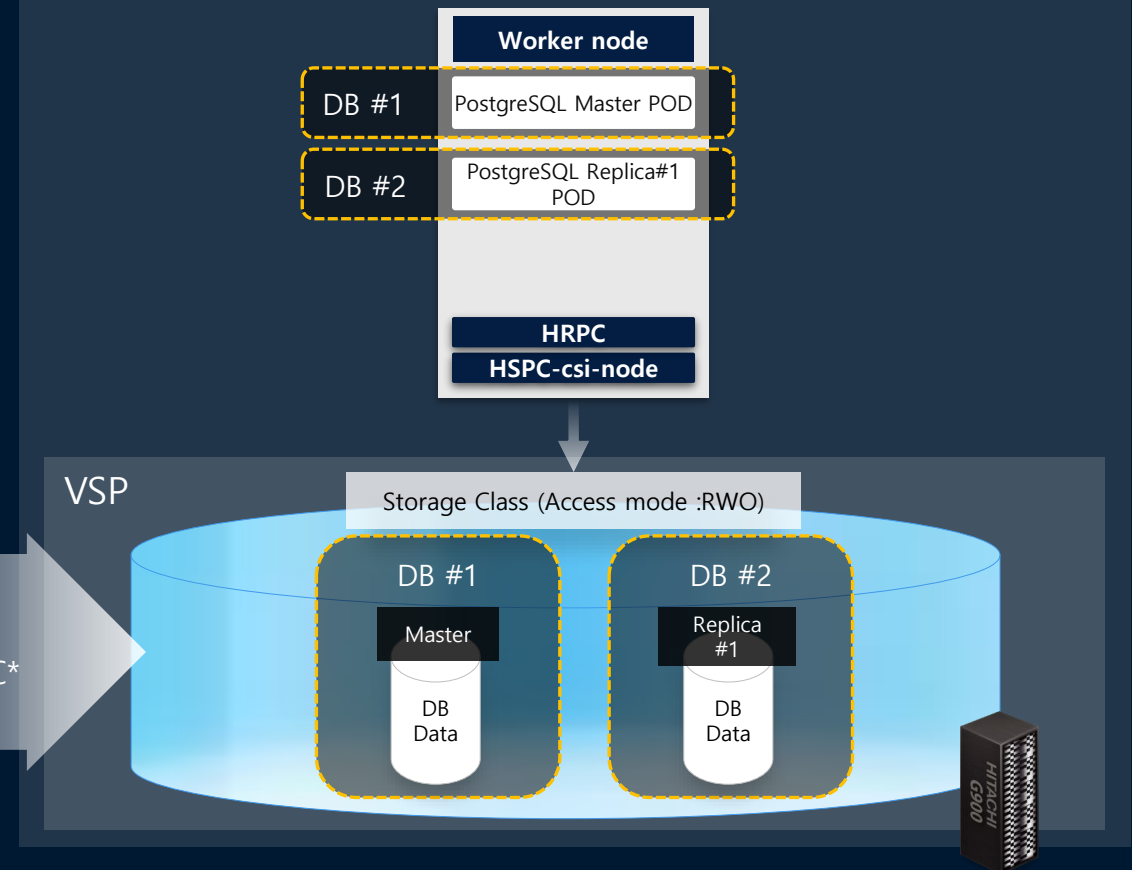 Worker node
DB #1
PostgreSQL Master POD
DB #2
PostgreSQL Replica#1
POD
HRPC
HSPC-csi-node
VSP
Storage Class (Access mode :RWO)
DB #1
DB #2
Master
Replica
#1
DB
Data
DB
Data
HITACHI
G900